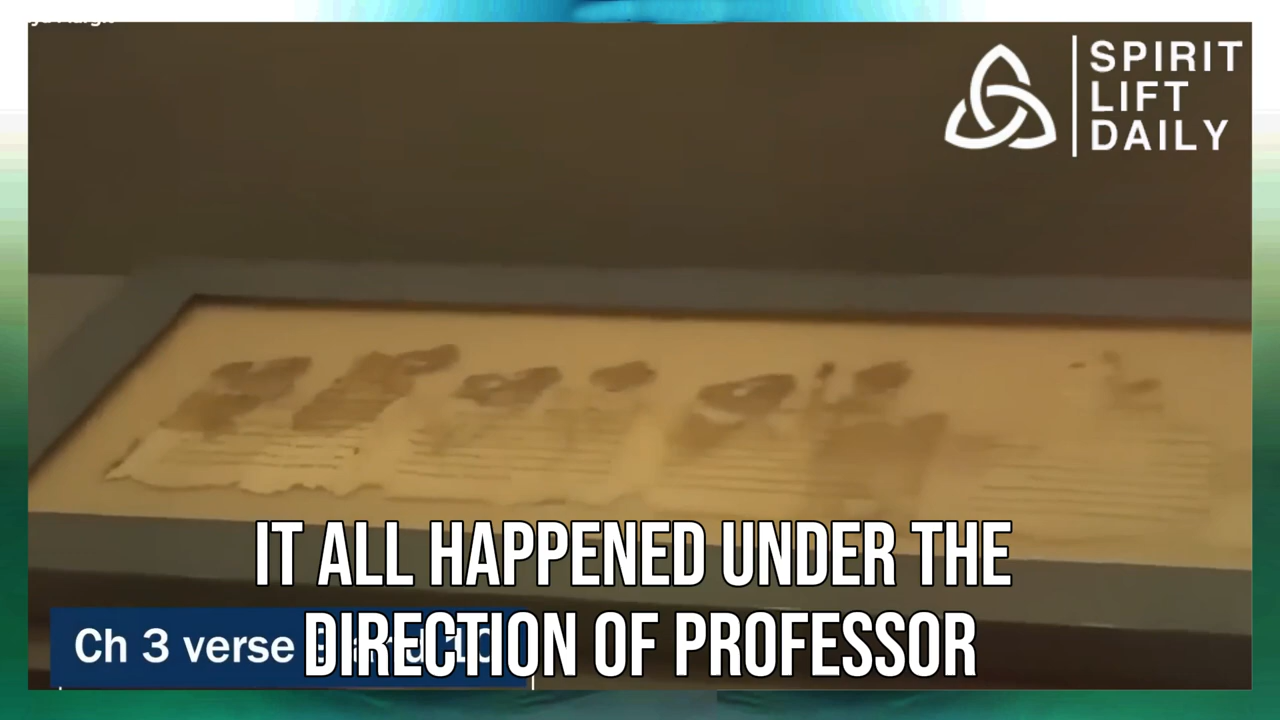 SPIRIT
LIFT
DAILY
IT ALL HAPPENED UNDER THE
DIRECTION OF PROFESSOR
Ch 3 verse